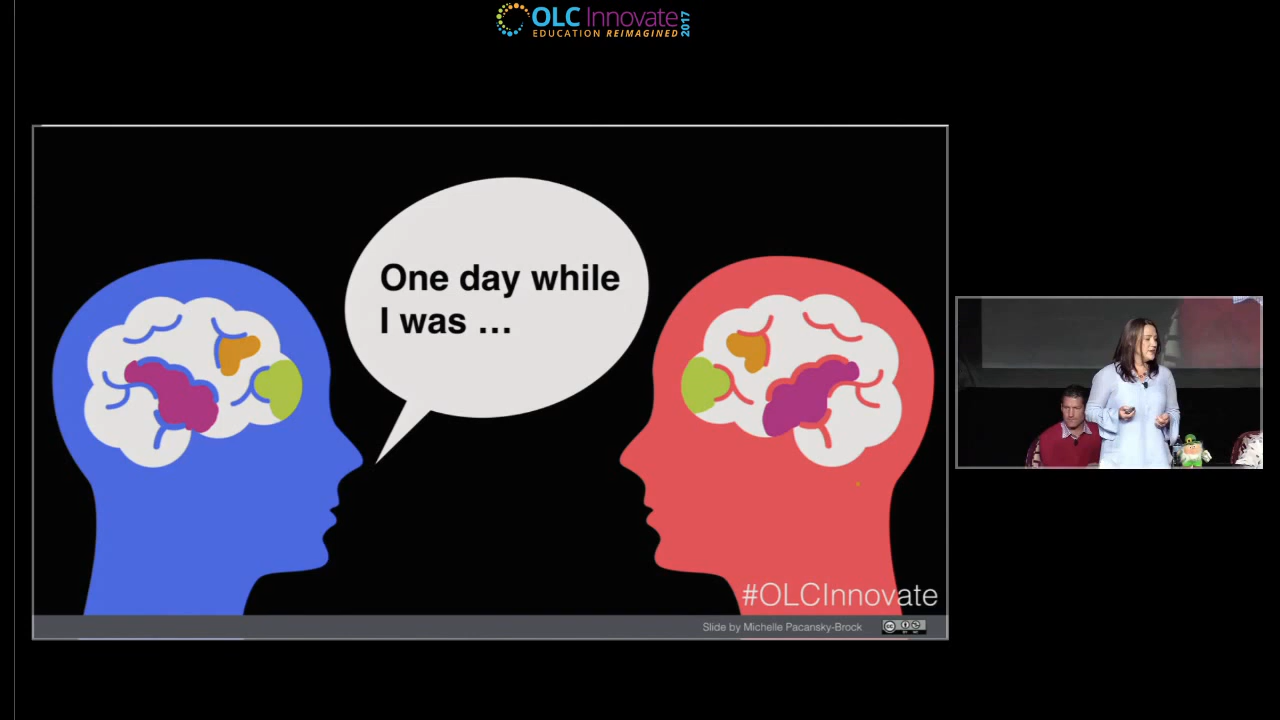 OLC Innovate 2017
EDUCATION REIMAGINED
One day while
I was ...
#OLCInnovate
Slide by Michelle Pacansky-Brock